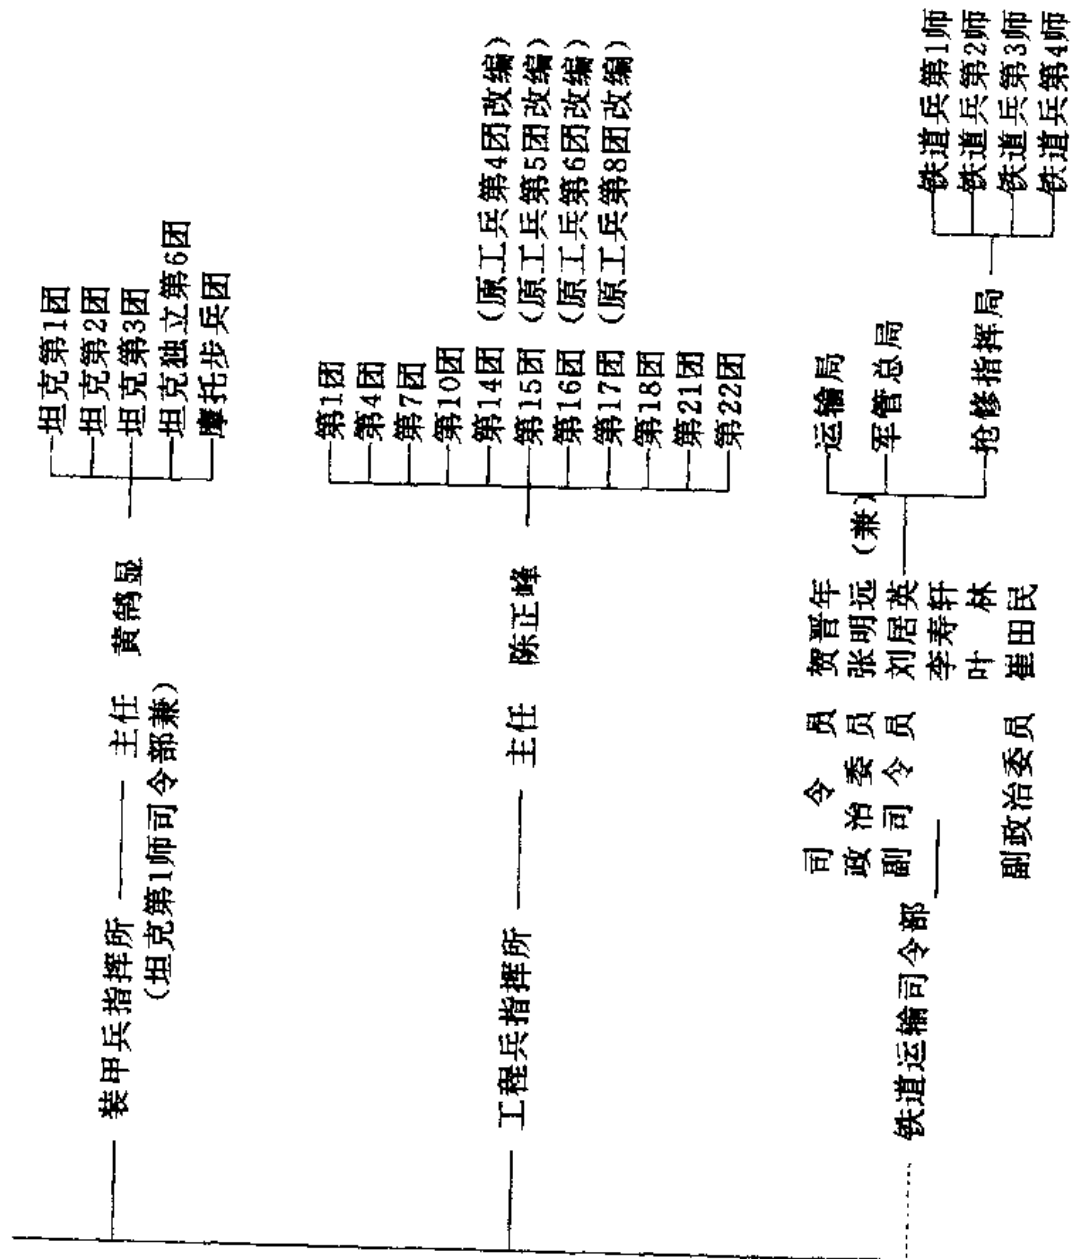 装甲兵指挥所
(坦克第1师司令部兼)
主任 黄鹄显
坦克第1团
坦克第2团
坦克第3团
坦克独立第6团
摩托步兵团
工程兵指挥所
主任 陈正峰
第1团
第4团
第7团
第10团
第14团 (原工兵第4团改编)
第15团 (原工兵第5团改编)
第16团 (原工兵第6团改编)
第17团 (原工兵第8团改编)
第18团
第21团
第22团
铁道运输司令部
司令员 贺晋年
政治委员 张明远 (兼)
副司令员 刘居英
李寿轩
叶林
副政治委员 崔田民
运输局
军管总局
抢修指挥局
铁道兵第1师
铁道兵第2师
铁道兵第3师
铁道兵第4师